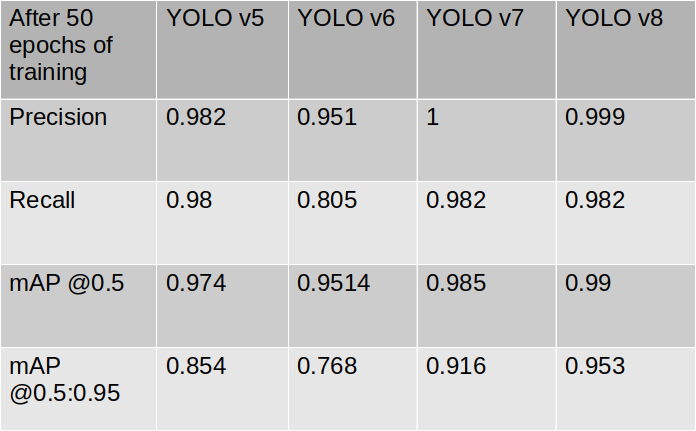 After 50 epochs of training YOLO v5 YOLO v6 YOLO v7 YOLO v8
Precision 0.982 0.951 1 0.999
Recall 0.98 0.805 0.982 0.982
mAP @0.5 0.974 0.9514 0.985 0.99
mAP @0.5:0.95 0.854 0.768 0.916 0.953